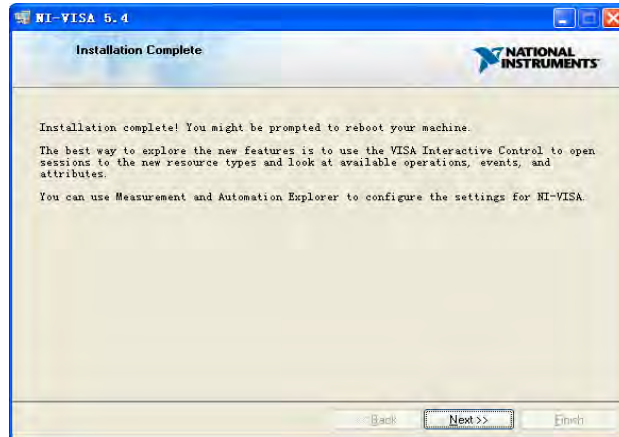 NI-VISA 5.4
Installation Complete
NATIONAL
INSTRUMENTS
Installation complete! You might be prompted to reboot your machine.
The best way to explore the new features is to use the VISA Interactive Control to open
sessions to the new resource types and look at available operations, events, and
attributes.
You can use Measurement and Automation Explorer to configure the settings for NI-VISA.
Back
Next >>
Finish